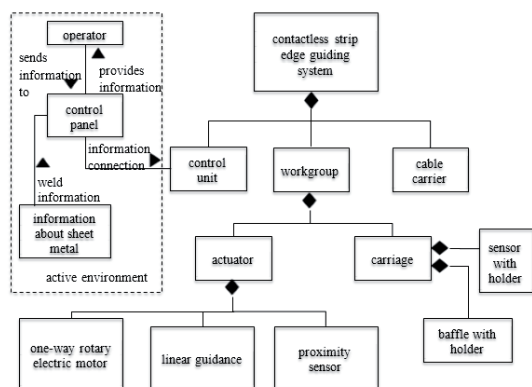 operator
sends
information
to
provides
information
control
panel
information
connection
weld
information
information
about sheet
metal
active environment
contactless strip
edge guiding
system
control
unit
workgroup
cable
carrier
actuator
carriage
sensor
with
holder
one-way rotary
electric motor
linear guidance
proximity
sensor
baffle with
holder